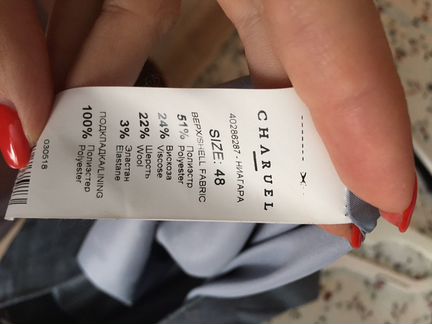 CHARUEL
40286287 - НИАГАРА
SIZE: 48
ВЕРХ/SHELL FABRIC
51% Полиэстр
Polyester
24% Вискоза
Viscose
22% Шерсть
Wool
3% Эластан
Elastane
ПОДКЛАДКА/LINING
100% Полиэстер
Polyester
030518